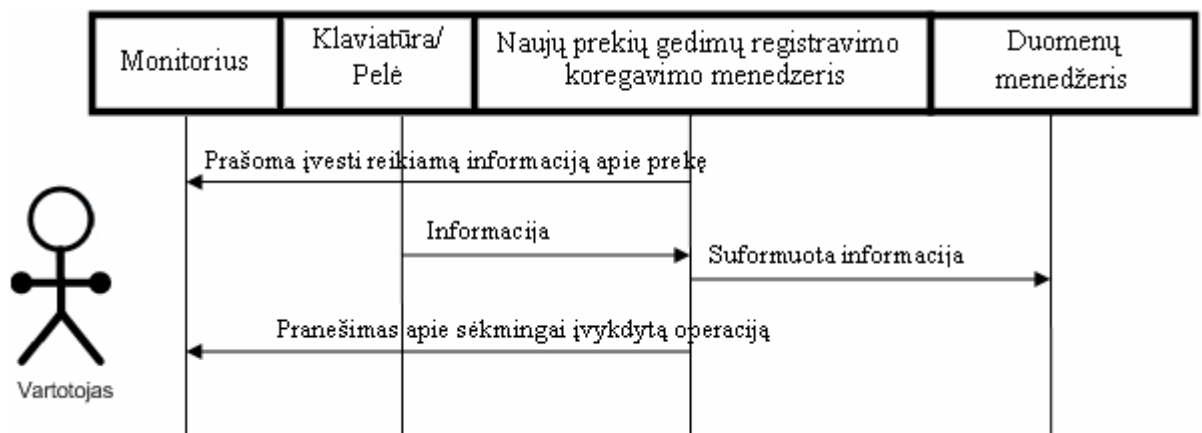 Monitorius
Klaviatūra/
Pelė
Naujų prekių gedimų registravimo
koregavimo menedzeris
Duomenų
menedžeris
Prašoma įvesti reikiamą informaciją apie prekę
Informacija
Suformuota informacija
Pranešimas apie sėkmingai įvykdytą operaciją
Vartotojas